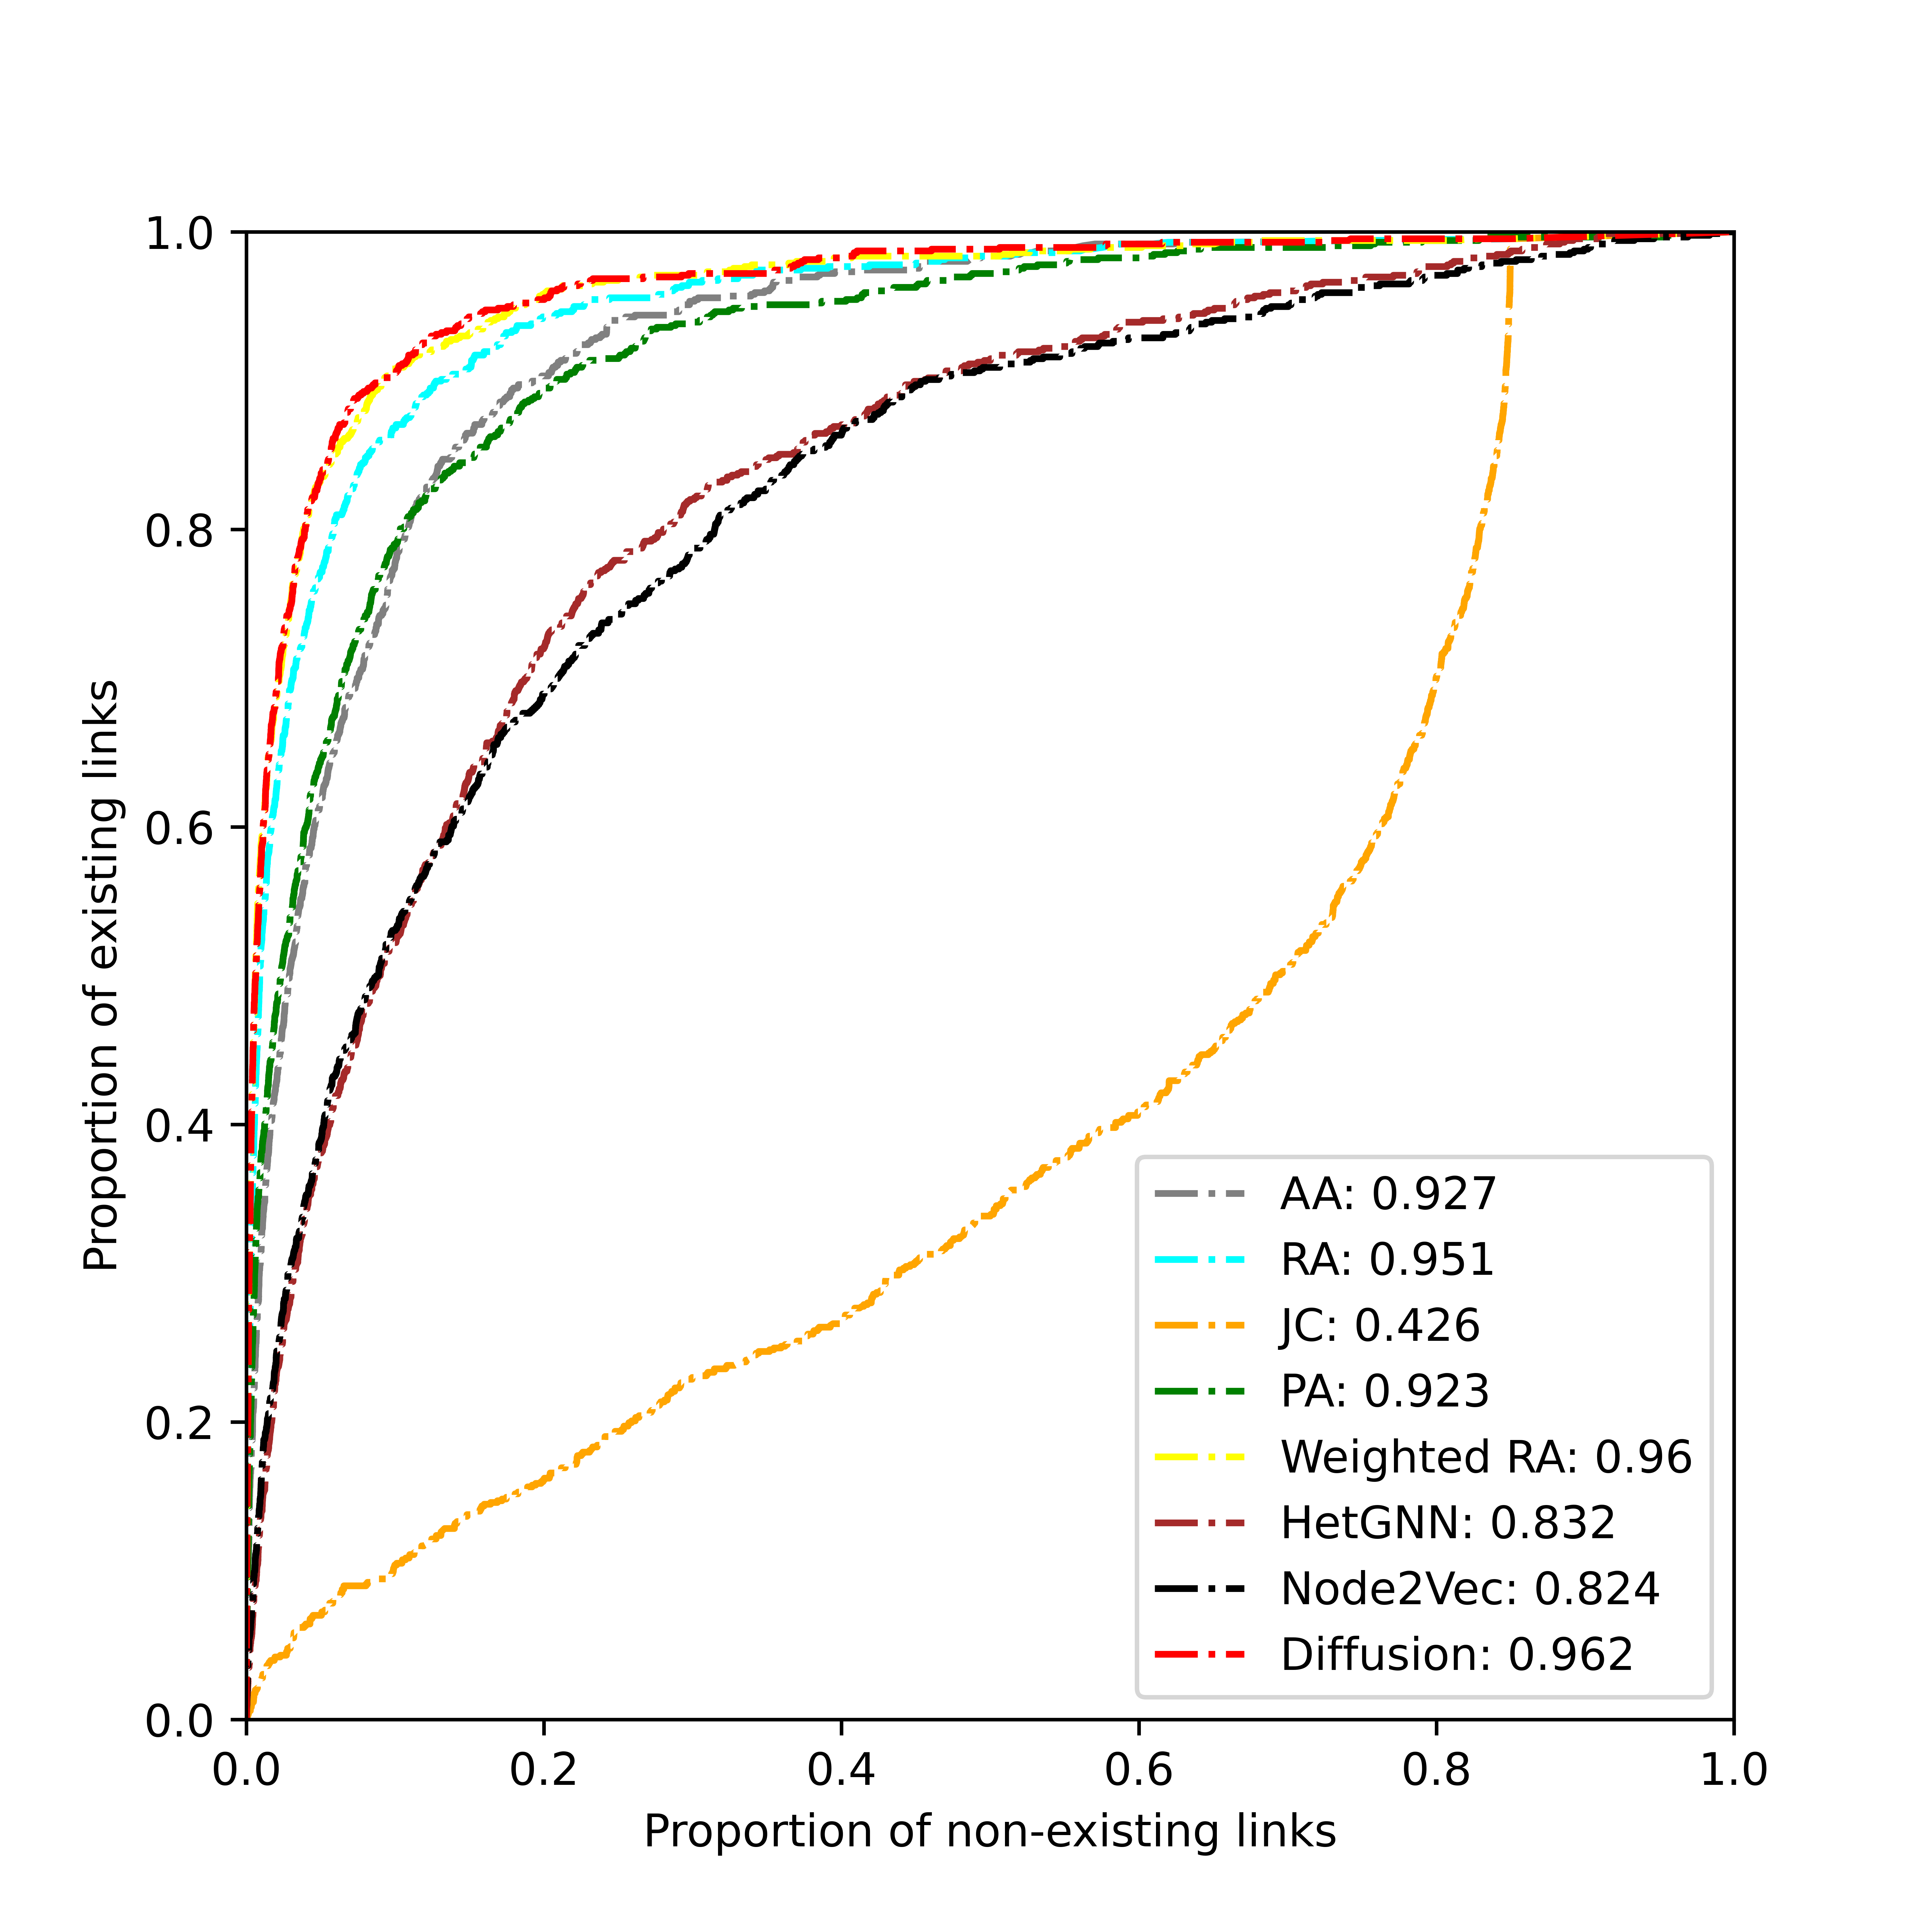 1.0
0.8
0.6
0.4
0.2
0.0
Proportion of existing links
AA: 0.927
RA: 0.951
JC: 0.426
PA: 0.923
Weighted RA: 0.96
HetGNN: 0.832
Node2Vec: 0.824
Diffusion: 0.962
0.0 0.2 0.4 0.6 0.8 1.0
Proportion of non-existing links